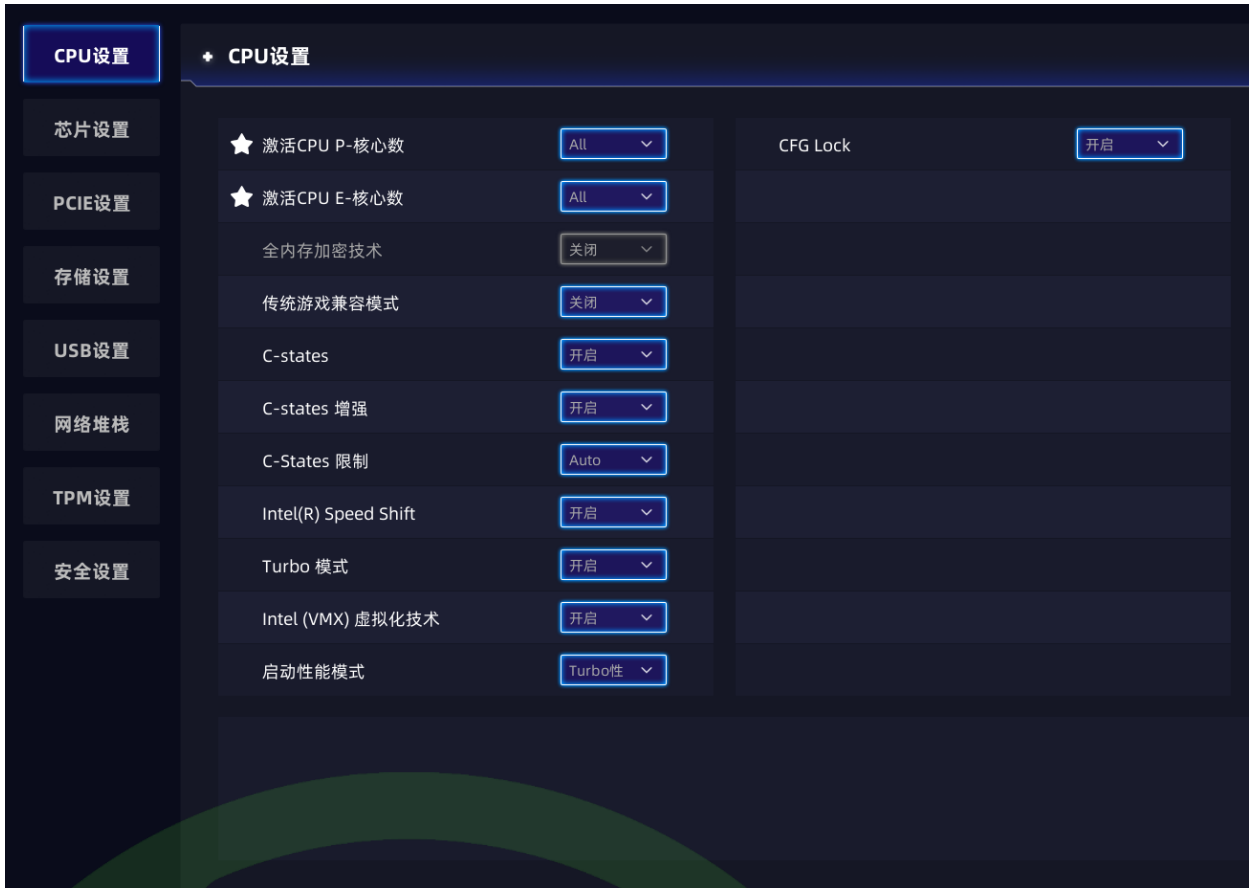 CPU设置
芯片设置
PCIE设置
存储设置
USB设置
网络堆栈
TPM设置
安全设置
CPU设置
激活CPU P-核心数 All
激活CPU E-核心数 All
全内存加密技术 关闭
传统游戏兼容模式 关闭
C-states 开启
C-states 增强 开启
C-States 限制 Auto
Intel(R) Speed Shift 开启
Turbo 模式 开启
Intel (VMX) 虚拟化技术 开启
启动性能模式 Turbo性
CFG Lock 开启